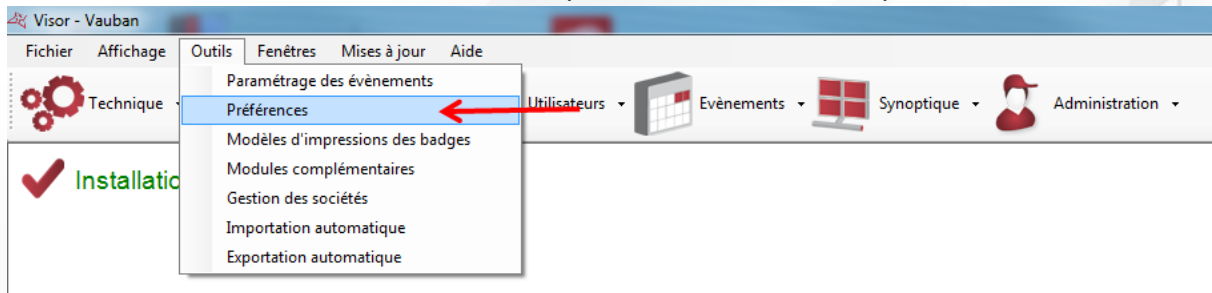 Visor - Vauban
Fichier Affichage Outils Fenêtres Mises à jour Aide
Technique Utilisateurs Evènements Synoptique Administration
Paramétrage des évènements
Préférences
Modèles d'impressions des badges
Modules complémentaires
Gestion des sociétés
Importation automatique
Exportation automatique
Installatio